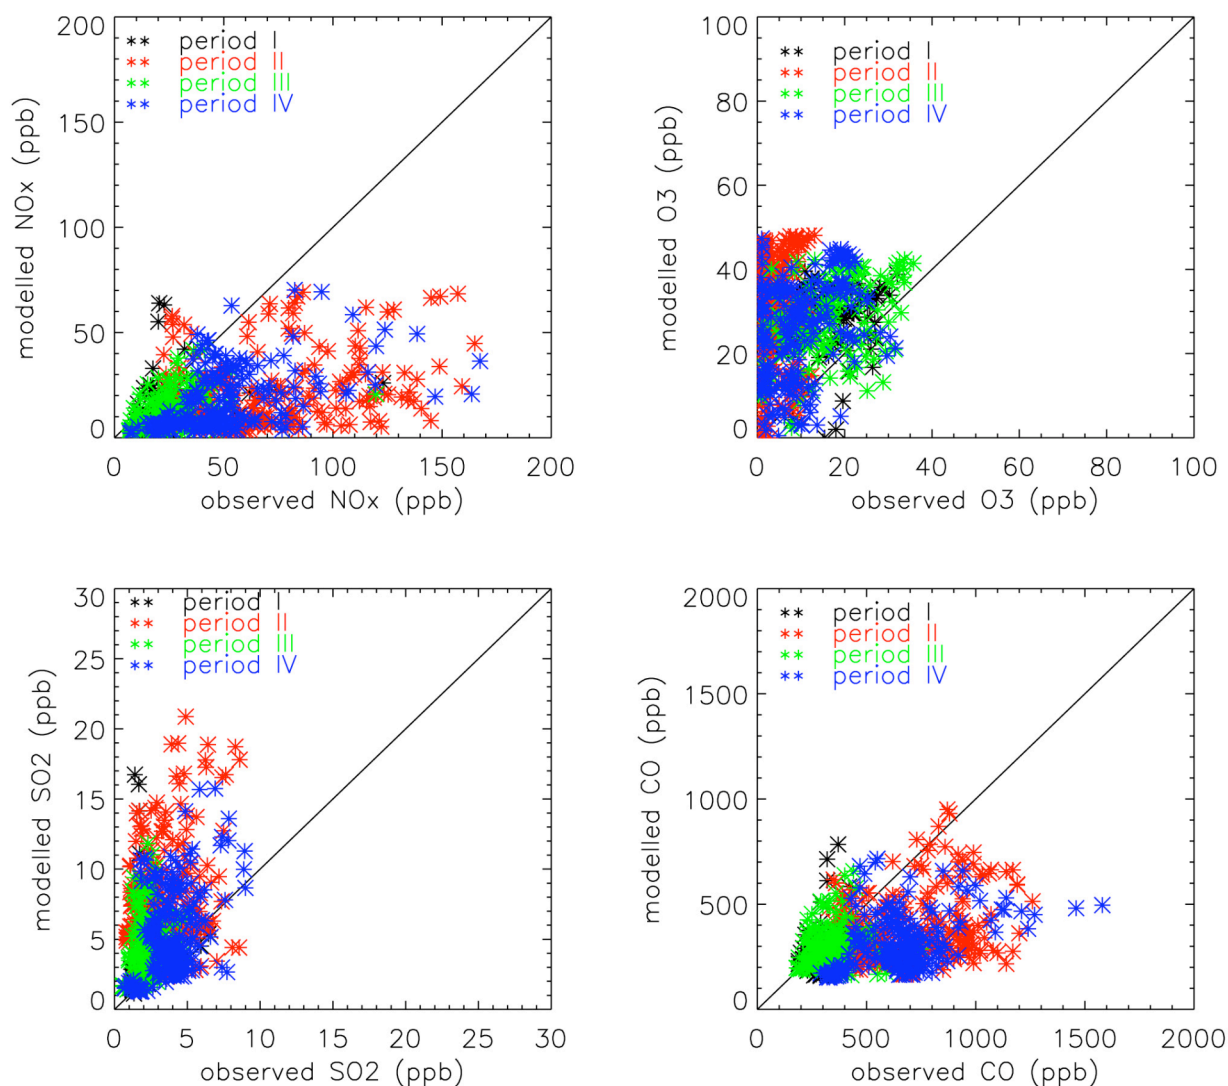 200
150
100
50
0
modelled NOx (ppb)
** period I
** period II
** period III
** period IV
0 50 100 150 200
observed NOx (ppb)
100
80
60
40
20
0
modelled O3 (ppb)
** period I
** period II
** period III
** period IV
0 20 40 60 80 100
observed O3 (ppb)
30
25
20
15
10
5
0
modelled SO2 (ppb)
** period I
** period II
** period III
** period IV
0 5 10 15 20 25 30
observed SO2 (ppb)
2000
1500
1000
500
0
modelled CO (ppb)
** period I
** period II
** period III
** period IV
0 500 1000 1500 2000
observed CO (ppb)